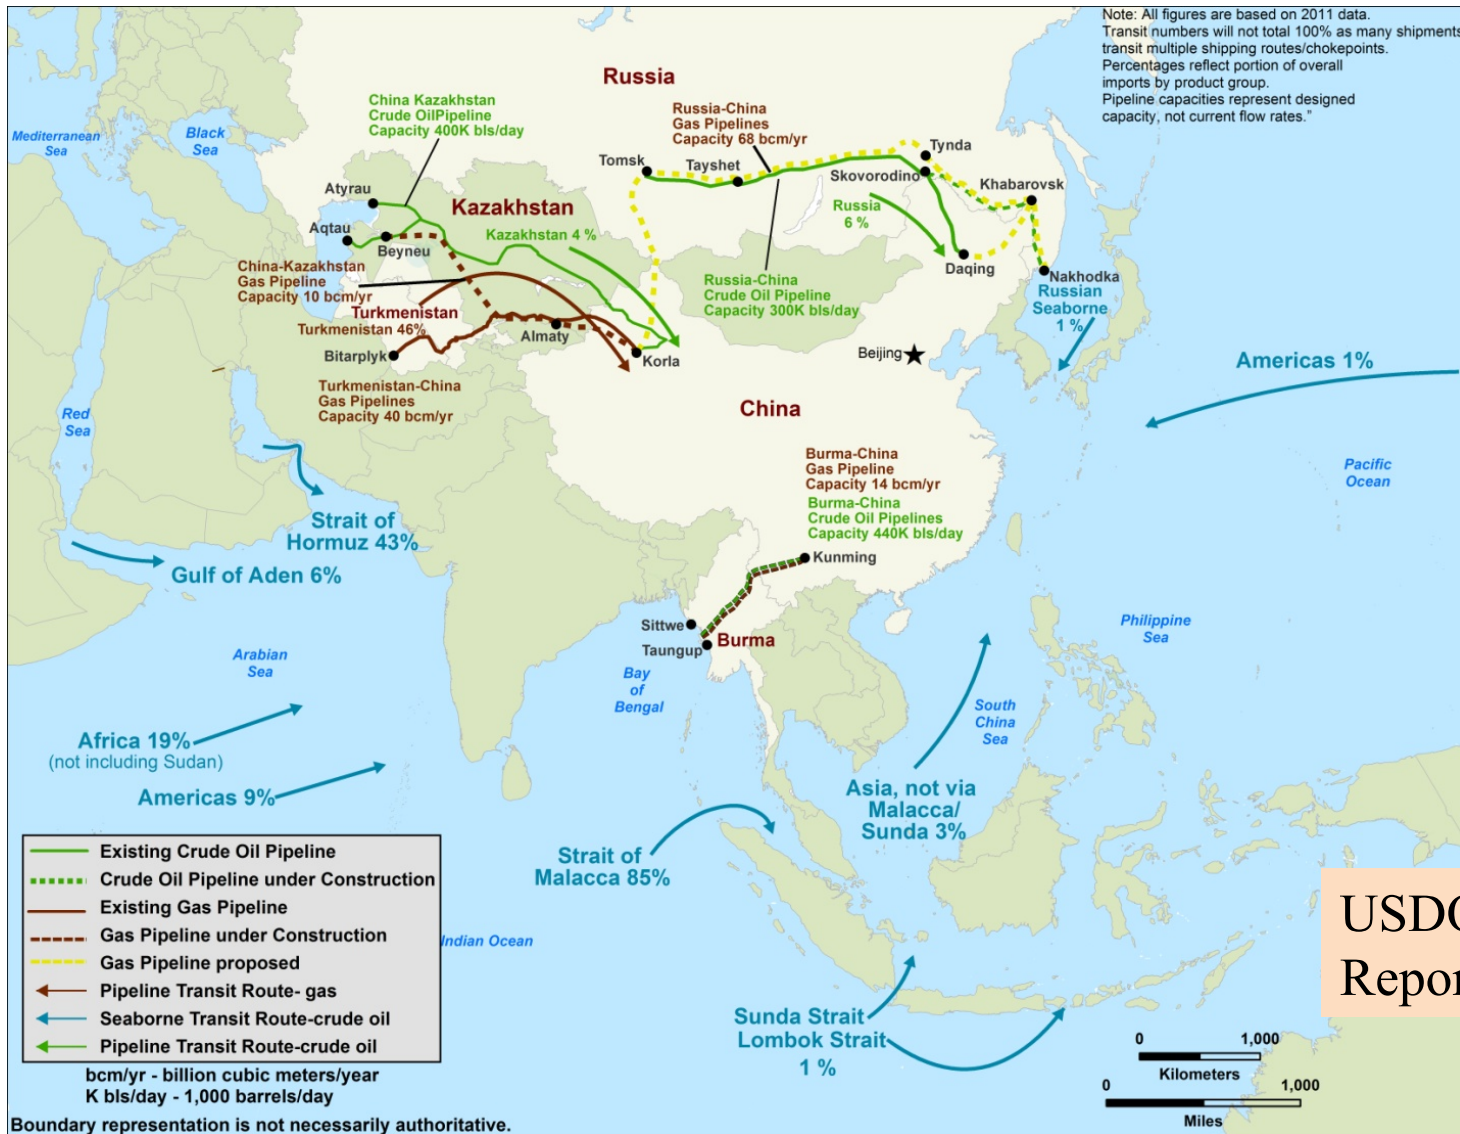 Note: All figures are based on 2011 data.
Transit numbers will not total 100% as many shipments
transit multiple shipping routes/chokepoints.
Percentages reflect portion of overall
imports by product group.
Pipeline capacities represent designed
capacity, not current flow rates.”
Russia
China Kazakhstan
Crude OilPipeline
Capacity 400K bls/day
Russia-China
Gas Pipelines
Capacity 68 bcm/yr
Mediterranean
Sea
Black
Sea
Tomsk
Tayshet
Tynda
Skovorodino
Khabarovsk
Atyrau
Aqtau
Beyneu
Kazakhstan
Kazakhstan 4 %
Russia
6 %
Daqing
Nakhodka
Russian
Seaborne
1 %
China-Kazakhstan
Gas Pipeline
Capacity 10 bcm/yr
Russia-China
Crude Oil Pipeline
Capacity 300K bls/day
Turkmenistan
Turkmenistan 46%
Bitarplyk
Almaty
Korla
Beijing
Americas 1%
Turkmenistan-China
Gas Pipelines
Capacity 40 bcm/yr
Red
Sea
China
Burma-China
Gas Pipeline
Capacity 14 bcm/yr
Burma-China
Crude Oil Pipelines
Capacity 440K bls/day
Pacific
Ocean
Strait of
Hormuz 43%
Gulf of Aden 6%
Kunming
Sittwe
Taungup
Burma
Philippine
Sea
Arabian
Sea
Bay
of
Bengal
South
China
Sea
Africa 19%
(not including Sudan)
Americas 9%
Asia, not via
Malacca/
Sunda 3%
Strait of
Malacca 85%
Existing Crude Oil Pipeline
Crude Oil Pipeline under Construction
Existing Gas Pipeline
Gas Pipeline under Construction
Gas Pipeline proposed
Pipeline Transit Route- gas
Seaborne Transit Route-crude oil
Pipeline Transit Route-crude oil
Indian Ocean
bcm/yr - billion cubic meters/year
K bls/day - 1,000 barrels/day
Boundary representation is not necessarily authoritative.
Sunda Strait
Lombok Strait
1 %
0 1,000
Kilometers
0 1,000
Miles